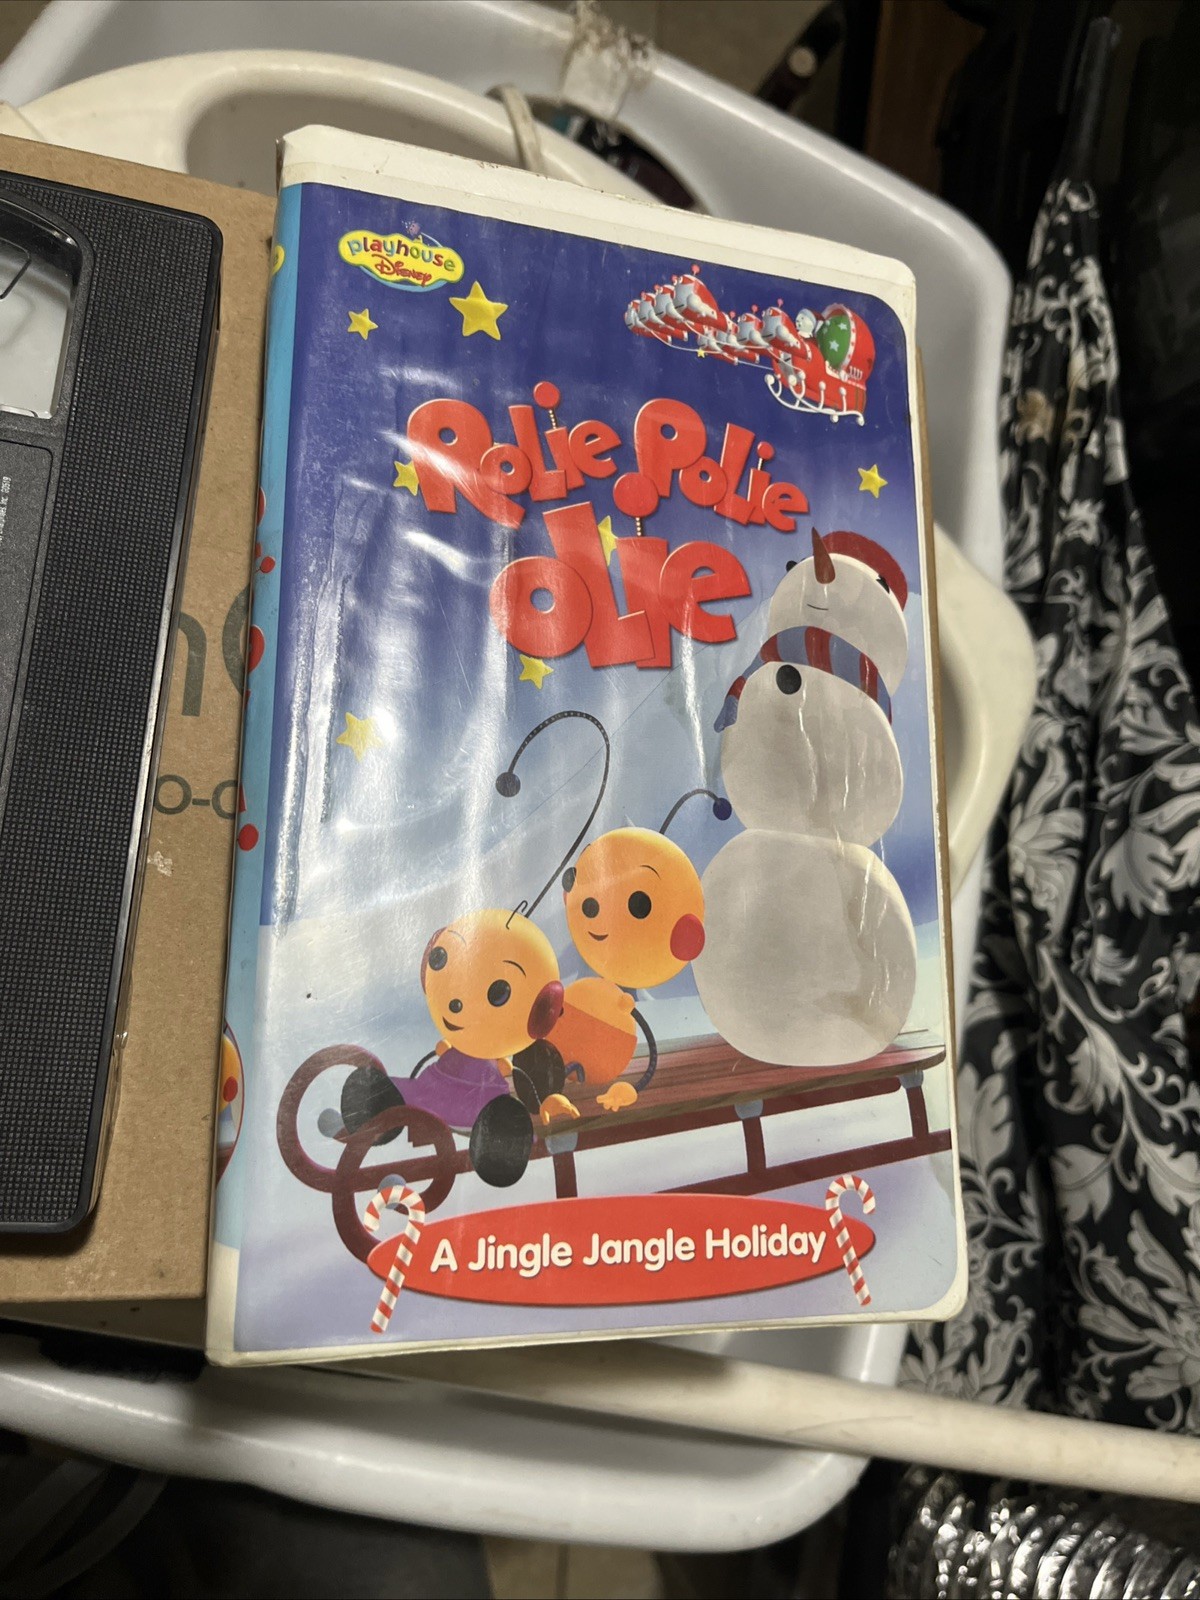 playhouse
Disney
Rolie Polie
Olie
A Jingle Jangle Holiday